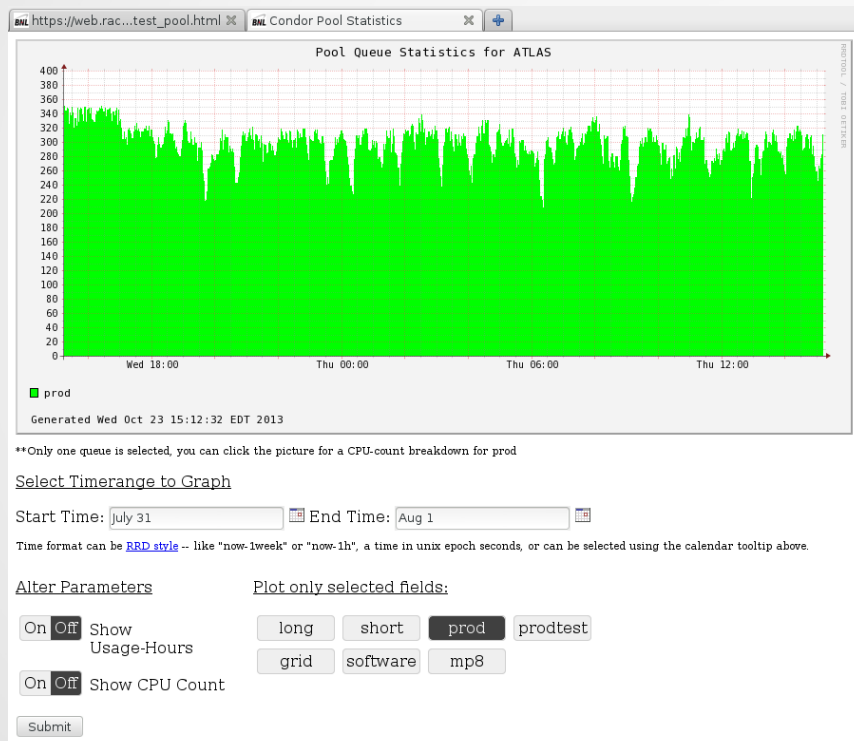 BNL https://web.rac...test_pool.html
BNL Condor Pool Statistics
Pool Queue Statistics for ATLAS
RRDTOOL / TOBI OETIKER
400
380
360
340
320
300
280
260
240
220
200
180
160
140
120
100
80
60
40
20
0
Wed 18:00 Thu 00:00 Thu 06:00 Thu 12:00
prod
Generated Wed Oct 23 15:12:32 EDT 2013
**Only one queue is selected, you can click the picture for a CPU-count breakdown for prod
Select Timerange to Graph
Start Time: July 31 End Time: Aug 1
Time format can be RRD style -- like "now-1week" or "now-1h", a time in unix epoch seconds, or can be selected using the calendar tooltip above.
Alter Parameters
On Off Show
Usage-Hours
On Off Show CPU Count
Plot only selected fields:
long short prod prodtest
grid software mp8
Submit